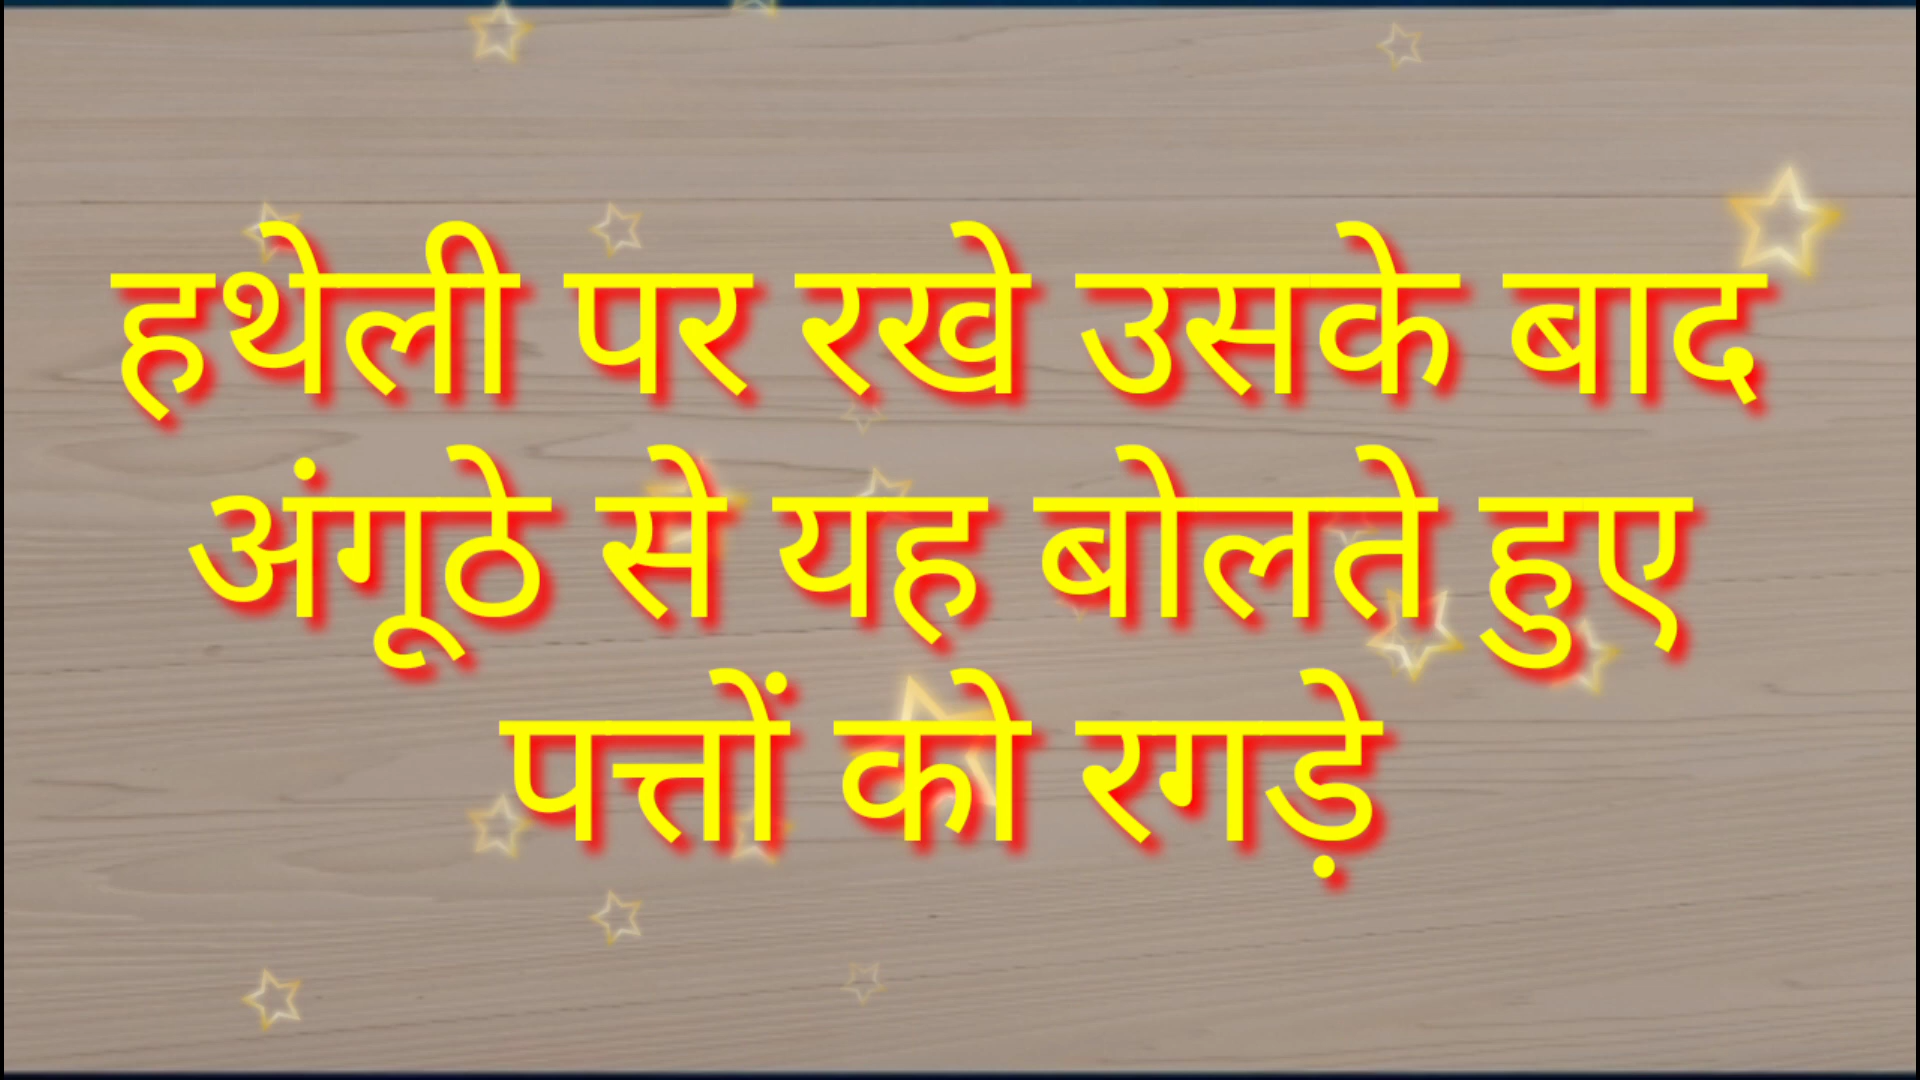 हथेली पर रखे उसके बाद
अंगूठे से यह बोलते हुए
पत्तों को रगड़े